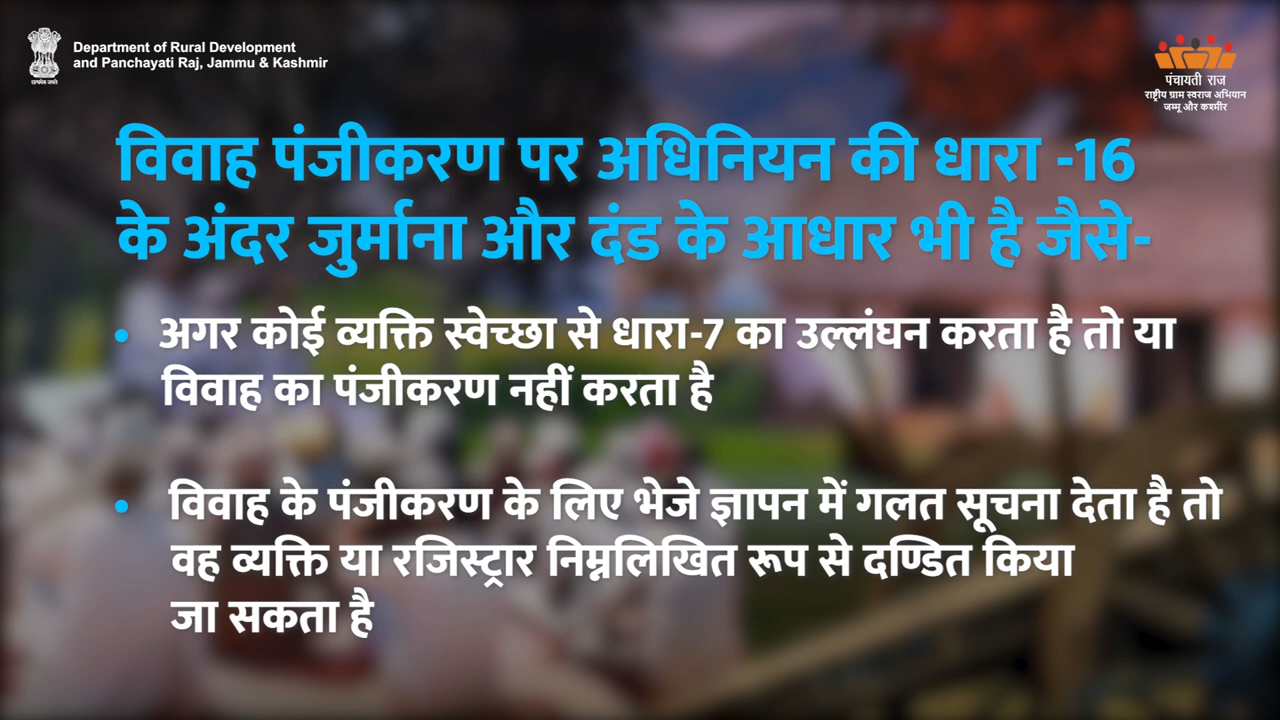 Department of Rural Development
and Panchayati Raj, Jammu & Kashmir
पंचायती राज
राष्ट्रीय ग्राम स्वराज अभियान
जम्मू और कश्मीर
विवाह पंजीकरण पर अधिनियन की धारा -16
के अंदर जुर्माना और दंड के आधार भी है जैसे-
• अगर कोई व्यक्ति स्वेच्छा से धारा-7 का उल्लंघन करता है तो या
विवाह का पंजीकरण नहीं करता है
• विवाह के पंजीकरण के लिए भेजे ज्ञापन में गलत सूचना देता है तो
वह व्यक्ति या रजिस्ट्रार निम्नलिखित रूप से दण्डित किया
जा सकता है